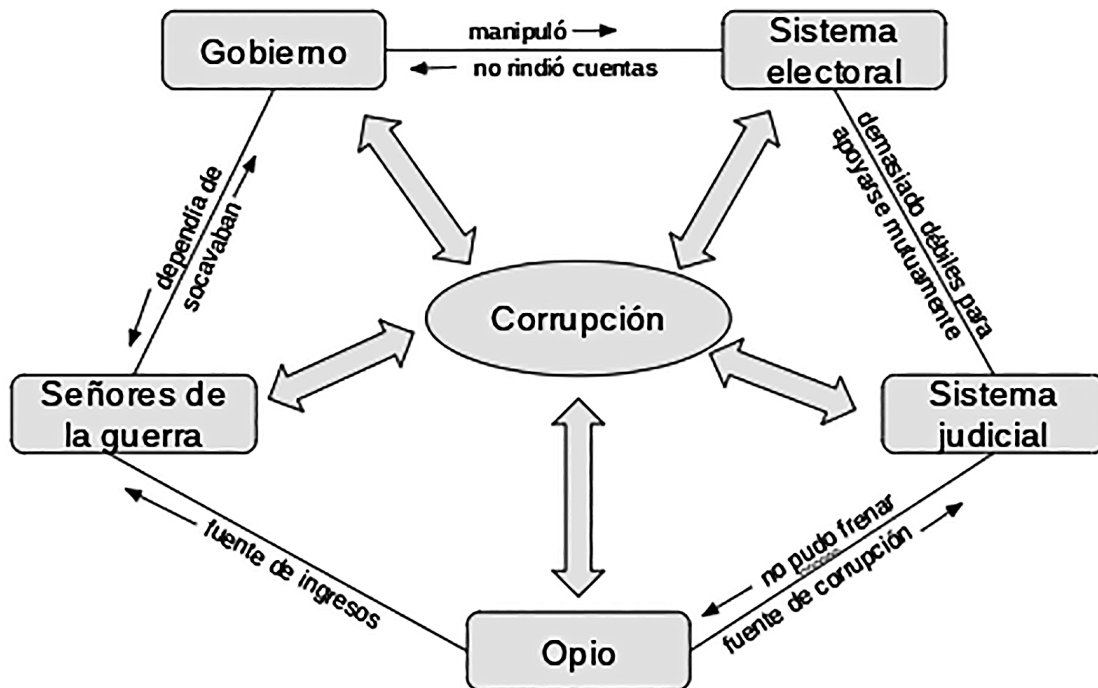 Gobierno
manipuló
no rindió cuentas
Sistema
electoral
dependía de
socavaban
demasiado débiles para
apoyarse mutuamente
Corrupción
Señores de
la guerra
Sistema
judicial
fuente de ingresos
no pudo frenar
fuente de corrupción
Opio